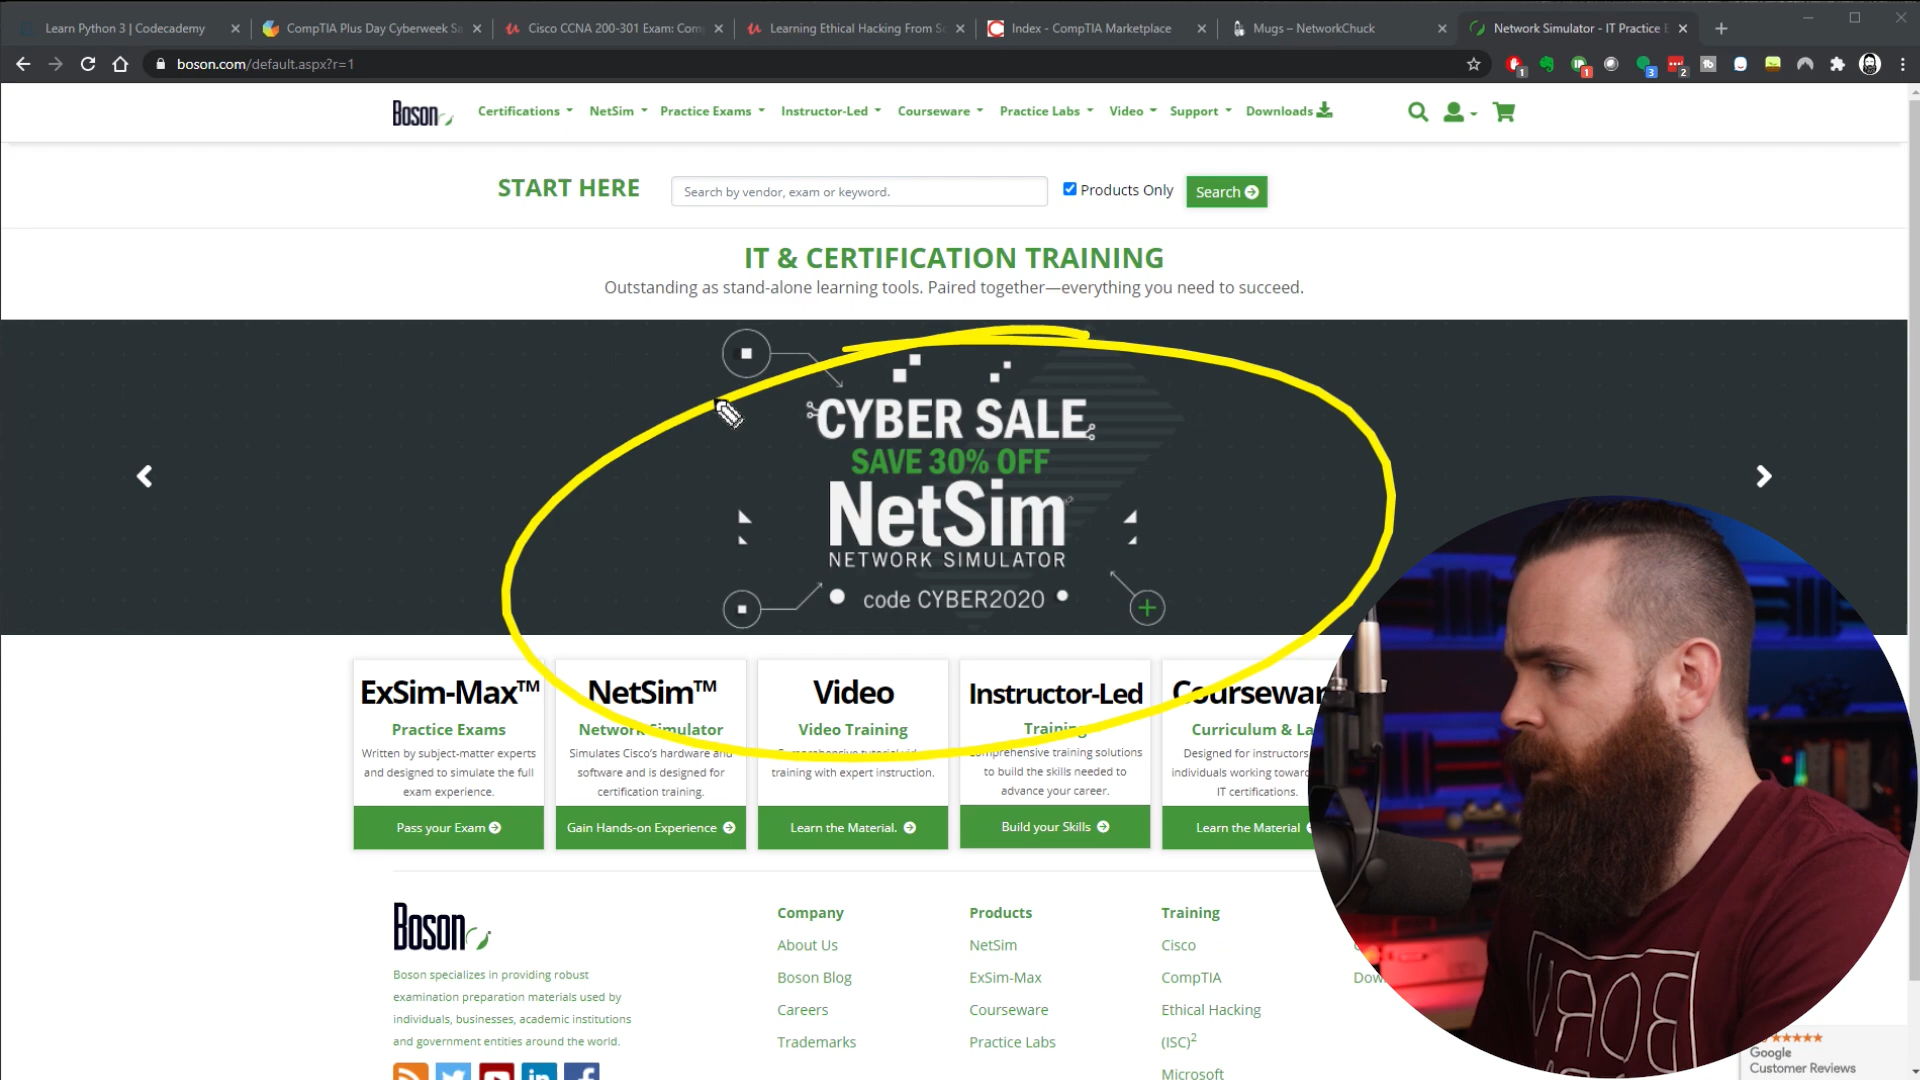 Learn Python 3 | Codecademy
CompTIA Plus Day Cyberweek Sa
Cisco CCNA 200-301 Exam: Com
Learning Ethical Hacking From Sc
Index - CompTIA Marketplace
Mugs – NetworkChuck
Network Simulator - IT Practice E
boson.com/default.aspx?r=1
Boson
Certifications
NetSim
Practice Exams
Instructor-Led
Courseware
Practice Labs
Video
Support
Downloads
START HERE
Search by vendor, exam or keyword.
Products Only
Search
IT & CERTIFICATION TRAINING
Outstanding as stand-alone learning tools. Paired together—everything you need to succeed.
CYBER SALE
SAVE 30% OFF
NetSim
NETWORK SIMULATOR
code CYBER2020
ExSim-Max™
Practice Exams
Written by subject-matter experts
and designed to simulate the full
exam experience.
Pass your Exam
NetSim™
Network Simulator
Simulates Cisco's hardware and
software and is designed for
certification training.
Gain Hands-on Experience
Video
Video Training
training with expert instruction.
Learn the Material.
Instructor-Led
Training
comprehensive training solutions
to build the skills needed to
advance your career.
Build your Skills
Coursewar
Curriculum & La
Designed for instructors
individuals working towar
IT certifications.
Learn the Material
Boson
Boson specializes in providing robust
examination preparation materials used by
individuals, businesses, academic institutions
and government entities around the world.
Company
About Us
Boson Blog
Careers
Trademarks
Products
NetSim
ExSim-Max
Courseware
Practice Labs
Training
Cisco
CompTIA
Ethical Hacking
(ISC)²
Microsoft
Dow
Google
Customer Reviews